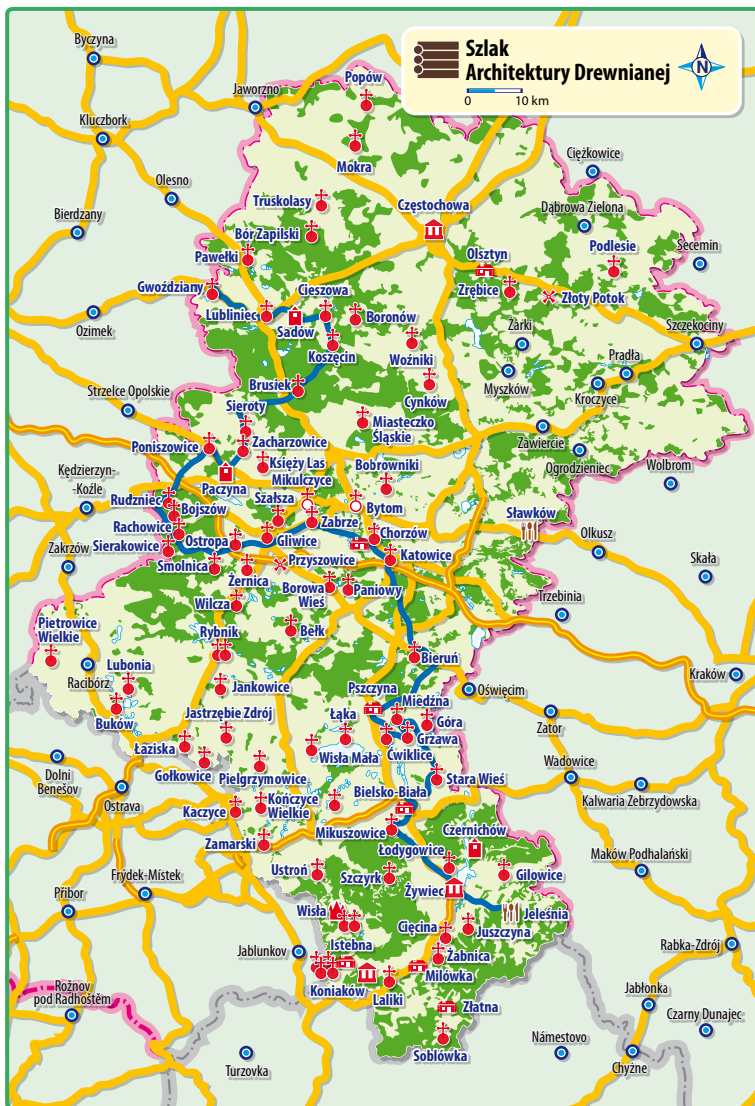 Szlak
Architektury Drewnianej
N
0 10 km
Byczyna
Popów
Jaworzno
Kluczbork
Mokra
Ciężkowice
Olesno
Truskolasy
Częstochowa
Dąbrowa Zielona
Bierdzany
Bór Zapilski
Olsztyn
Podlesie
Secemin
Pawełki
Gwoździany
Cieszowa
Zrębice
Złoty Potok
Ozimek
Lubliniec
Sadów
Boronów
Koszęcin
Woźniki
Żarki
Szczekociny
Pradła
Brusiek
Cynków
Myszków
Kroczyce
Strzelce Opolskie
Sieroty
Miasteczko
Śląskie
Poniszowice
Zacharzowice
Zawiercie
Ogrodzieniec
Kędzierzyn-
-Koźle
Księży Las
Bobrowniki
Wolbrom
Paczyna
Mikulczyce
Rudziniec
Szałsza
Bytom
Bojszów
Zabrze
Sławków
Rachowice
Ostropa
Gliwice
Chorzów
Olkusz
Sierakowice
Katowice
Zakrzów
Smolnica
Przyszowice
Skała
Żernica
Borowa
Wieś
Paniowy
Wilcza
Trzebinia
Pietrowice
Wielkie
Rybnik
Bełk
Bieruń
Racibórz
Lubonia
Kraków
Jankowice
Pszczyna
Miedźna
Oświęcim
Buków
Jastrzębie Zdrój
Łąka
Góra
Zator
Łaziska
Wisła Mała
Ćwiklice
Grzawa
Dolni
Benešov
Gołkowice
Pielgrzymowice
Stara Wieś
Wadowice
Ostrava
Kończyce
Wielkie
Bielsko-Biała
Kalwaria Zebrzydowska
Kaczyce
Mikuszowice
Czernichów
Zamarski
Łodygowice
Maków Podhalański
Ustroń
Szczyrk
Gilowice
Frýdek-Místek
Żywiec
Příbor
Wisła
Jeleśnia
Cięcina
Juszczyna
Jablunkov
Istebna
Rabka-Zdrój
Żabnica
Koniaków
Milówka
Rožnov
pod Radhoštěm
Laliki
Jabłonka
Złatna
Czarny Dunajec
Soblówka
Turzovka
Námestovo
Chyżne